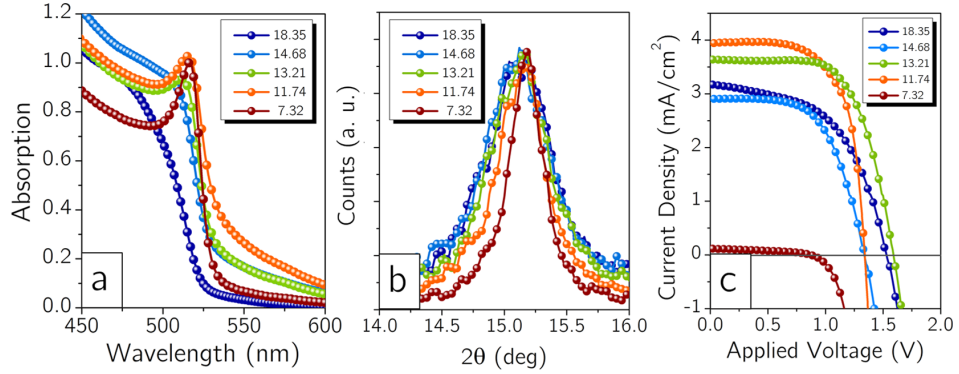 1.2
1.0
0.8
0.6
0.4
0.2
0.0
Absorption
450 500 550 600
Wavelength (nm)
18.35
14.68
13.21
11.74
7.32
a
Counts (a. u.)
14.0 14.5 15.0 15.5 16.0
2θ (deg)
18.35
14.68
13.21
11.74
7.32
b
4
3
2
1
0
-1
Current Density (mA/cm²)
0.0 0.5 1.0 1.5 2.0
Applied Voltage (V)
18.35
14.68
13.21
11.74
7.32
c